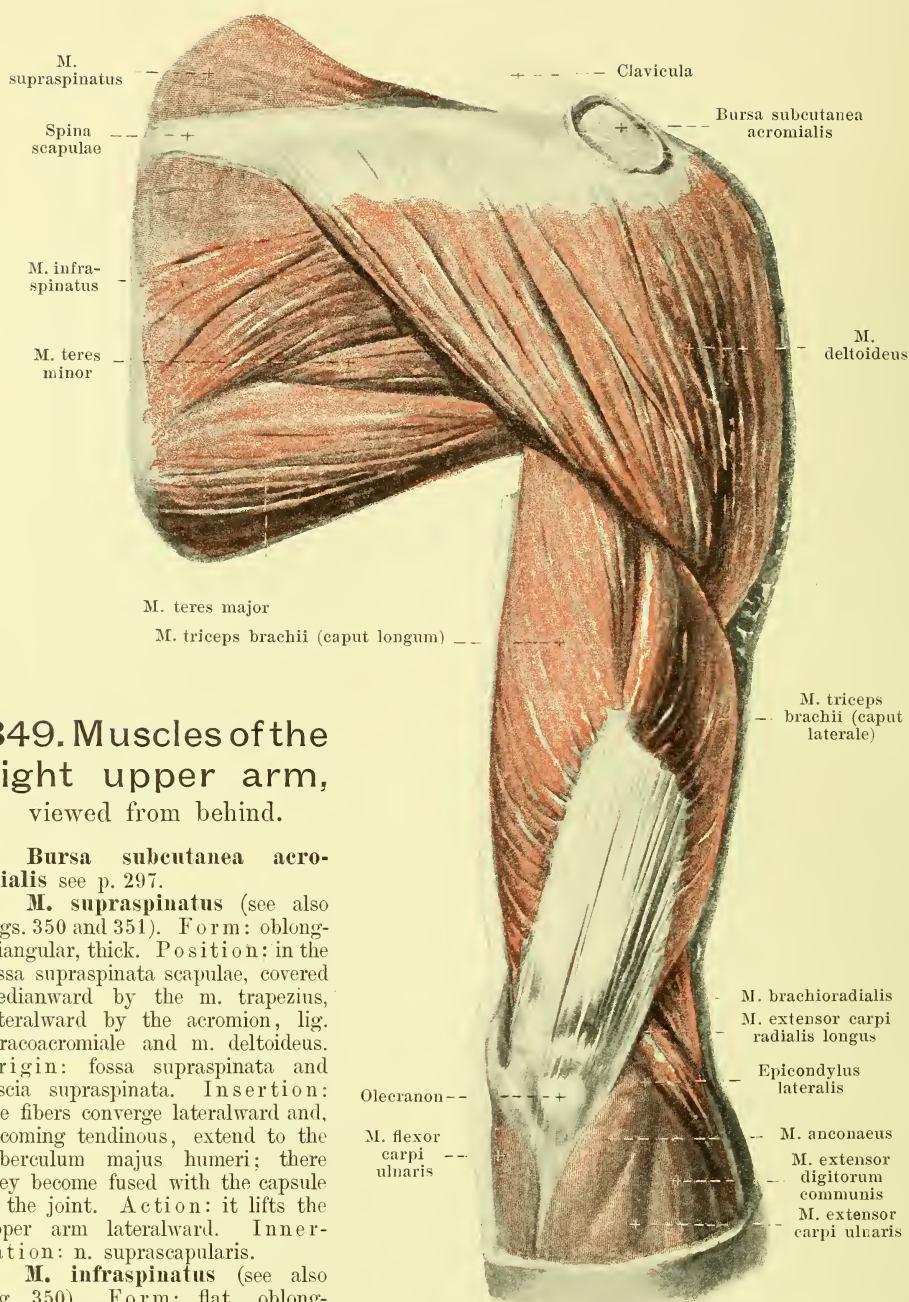 M.
supraspinatus
Clavicula
Spina
scapulae
Bursa subcutanea
acromialis
M. infra-
spinatus
M. teres
minor
M.
deltoideus
M. teres major
M. triceps brachii (caput longum)
M. triceps
brachii (caput
laterale)
349. Muscles of the
ight upper arm,
viewed from behind.
Bursa subcutanea acro-
ialis see p. 297.
M. supraspinatus (see also
gs. 350 and 351). Form: oblong-
iangular, thick. Position: in the
ssa supraspinata scapulae, covered
edianward by the m. trapezius,
teralward by the acromion, lig.
racoacromiale and m. deltoideus.
rigin: fossa supraspinata and
scia supraspinata. Insertion:
e fibers converge lateralward and,
coming tendinous, extend to the
berculum majus humeri; there
ey become fused with the capsule
the joint. Action: it lifts the
per arm lateralward. Inner-
tion: n. suprascapularis.
M. infraspinatus (see also
g. 350). Form: flat, oblong-
M. brachioradialis
M. extensor carpi
radialis longus
Epicondylus
lateralis
Olecranon
M. flexor
carpi
ulnaris
M. anconaeus
M. extensor
digitorum
communis
M. extensor
carpi ulnaris